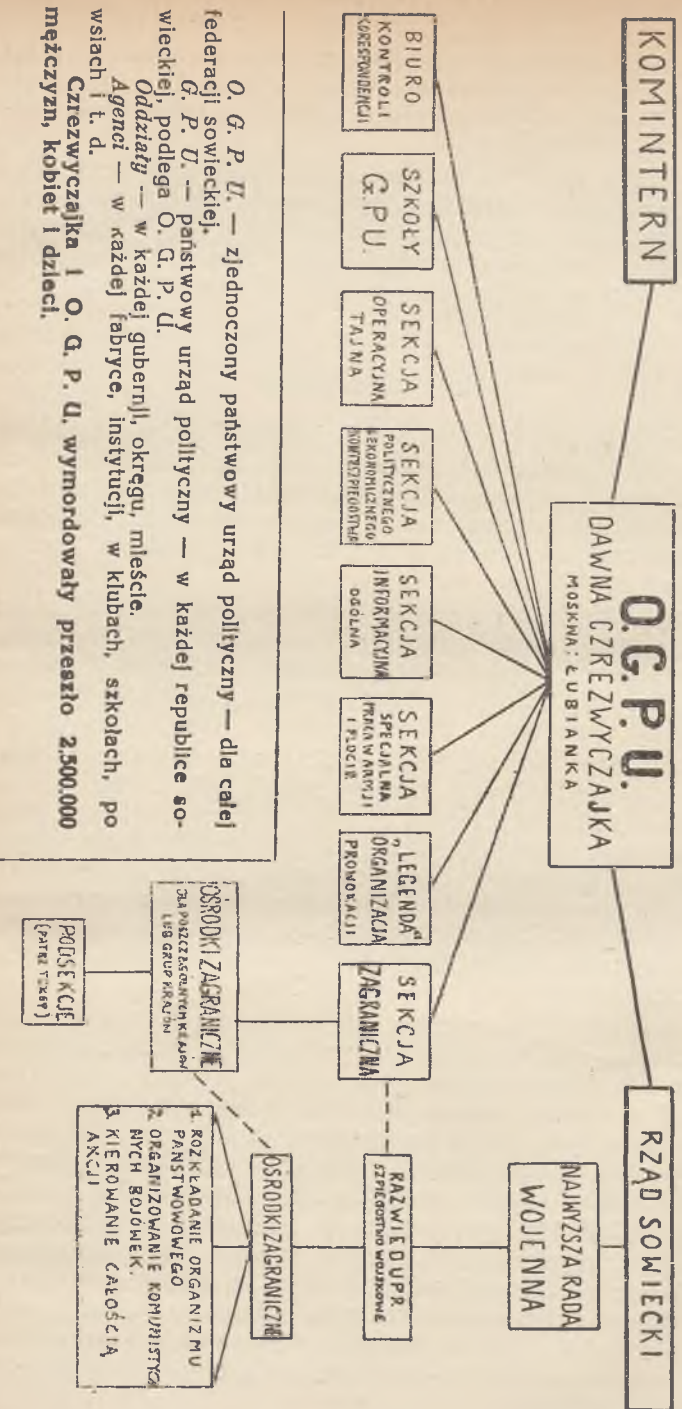 KOMINTERN
O.G.P.U.
DAWNA CZREZWYCZAJKA
MOSKWA: ŁUBIANKA
RZĄD SOWIECKI
BIURO
KONTROLI
KORESPONDENCJI
SZKOŁY
G.P.U.
SEKCJA
OPERACYJNA
TAJNA
SEKCJA
POLITYCZNEGO
I EKONOMICZNEGO
KONTRSZPIEGOSTWA
SEKCJA
INFORMACYJNA
OGÓLNA
SEKCJA
SPECJALNA
PRACA W ARMJI
I FLOCIE
„LEGENDA"
ORGANIZACJA
PROWOKACJI
SEKCJA
ZAGRANICZNA
NAJWYŻSZA RADA
WOJENNA
RAZWIEDUPR
SZPIEGOSTWO WOJSKOWE
OŚRODKI ZAGRANICZNE
DLA POSZCZEGÓLNYCH KRAJÓW
LUB GRUP KRAJÓW
OŚRODKI ZAGRANICZNE
PODSEKCJE
(PATRZ TEKST)
1. ROZKŁADANIE ORGANIZMU
PAŃSTWOWOWEGO
2. ORGANIZOWANIE KOMUNISTYCZ
NYCH BOJÓWEK.
3. KIEROWANIE CAŁOŚCIĄ
AKCJI
O. G. P. U. — zjednoczony państwowy urząd polityczny — dla całej
federacji sowieckiej.
G. P. U. — państwowy urząd polityczny — w każdej republice so-
wieckiej, podlega O. G. P. U.
Oddziały — w każdej gubernji, okręgu, mieście.
Agenci — w każdej fabryce, instytucji, w klubach, szkołach, po
wsiach i t. d.
Czrezwyczajka i O. G. P. U. wymordowały przeszło 2.500.000
mężczyzn, kobiet i dzieci.